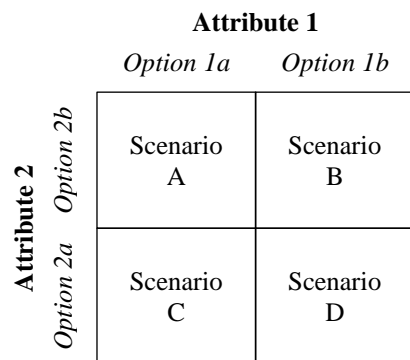 Attribute 1
Option 1a Option 1b
Attribute 2
Option 2b
Scenario
A
Scenario
B
Option 2a
Scenario
C
Scenario
D